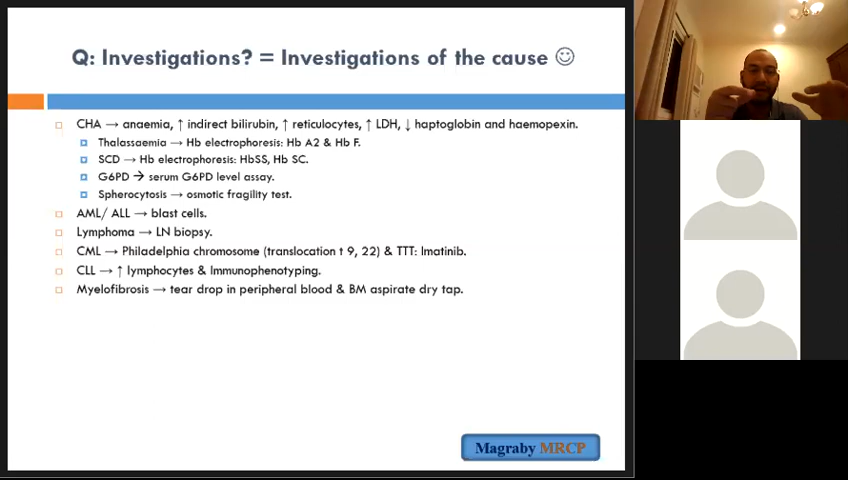 Q: Investigations? = Investigations of the cause ☺
CHA → anaemia, ↑ indirect bilirubin, ↑ reticulocytes, ↑ LDH, ↓ haptoglobin and haemopexin.
Thalassaemia → Hb electrophoresis: Hb A2 & Hb F.
SCD → Hb electrophoresis: HbSS, Hb SC.
G6PD → serum G6PD level assay.
Spherocytosis → osmotic fragility test.
AML/ ALL → blast cells.
Lymphoma → LN biopsy.
CML → Philadelphia chromosome (translocation t 9, 22) & TTT: Imatinib.
CLL → ↑ lymphocytes & Immunophenotyping.
Myelofibrosis → tear drop in peripheral blood & BM aspirate dry tap.
Magraby MRCP